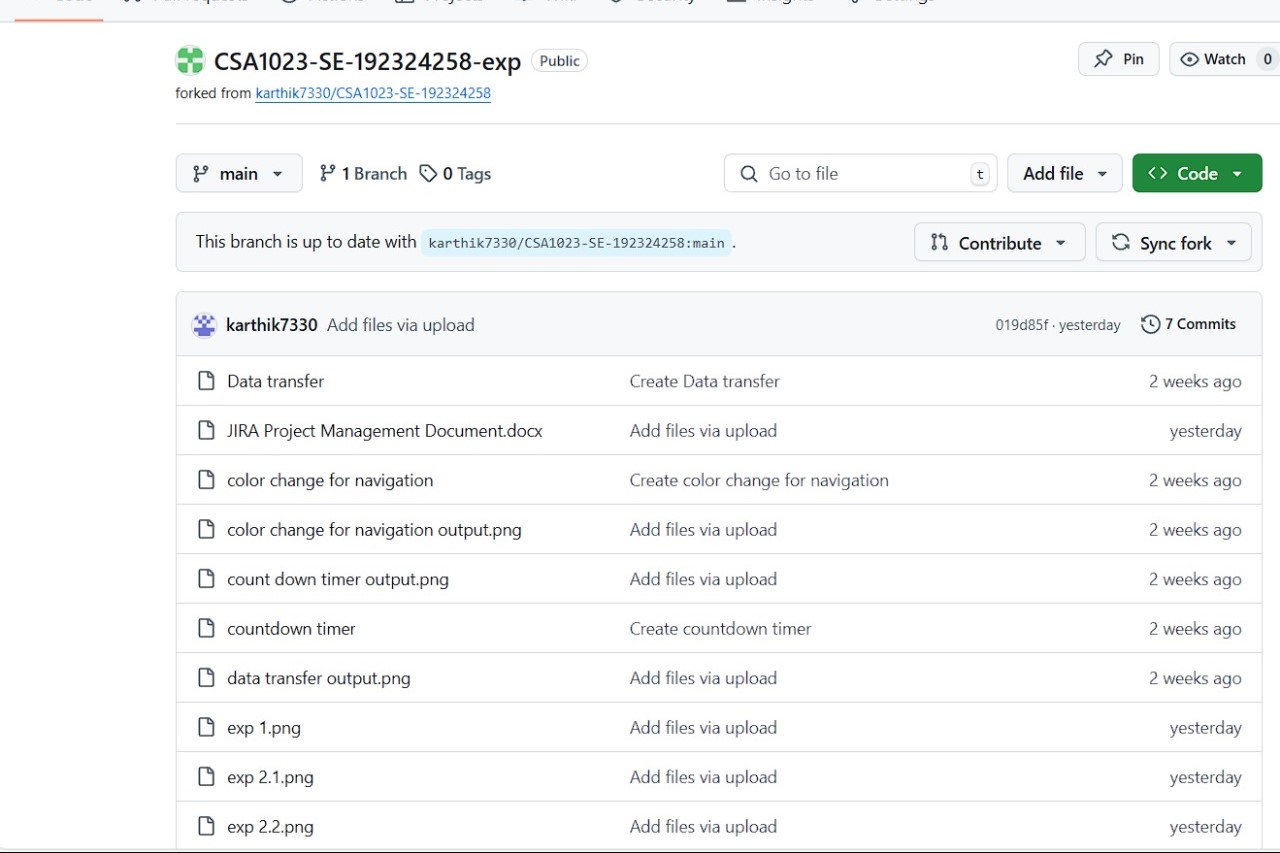 CSA1023-SE-192324258-exp Public
Pin
Watch 0
forked from karthik7330/CSA1023-SE-192324258
main
1 Branch
0 Tags
Go to file
t
Add file
Code
This branch is up to date with karthik7330/CSA1023-SE-192324258:main .
Contribute
Sync fork
karthik7330 Add files via upload 019d85f · yesterday 7 Commits
Data transfer Create Data transfer 2 weeks ago
JIRA Project Management Document.docx Add files via upload yesterday
color change for navigation Create color change for navigation 2 weeks ago
color change for navigation output.png Add files via upload 2 weeks ago
count down timer output.png Add files via upload 2 weeks ago
countdown timer Create countdown timer 2 weeks ago
data transfer output.png Add files via upload 2 weeks ago
exp 1.png Add files via upload yesterday
exp 2.1.png Add files via upload yesterday
exp 2.2.png Add files via upload yesterday